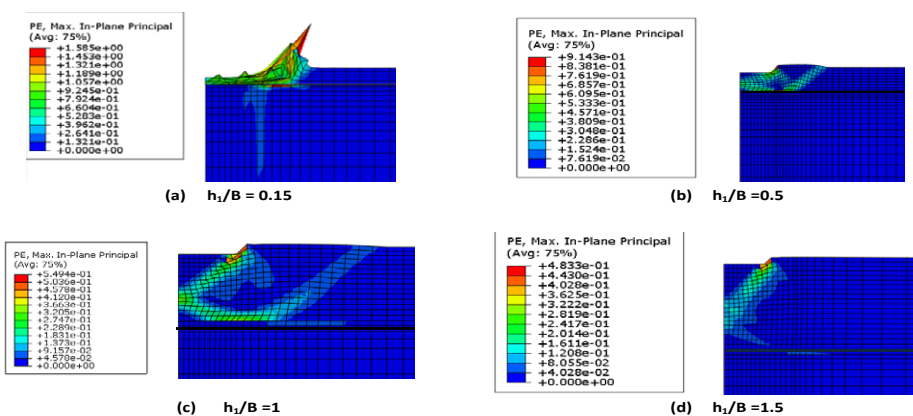 PE, Max. In-Plane Principal
(Avg: 75%)
+1.585e+00
+1.453e+00
+1.321e+00
+1.189e+00
+1.057e+00
+9.245e-01
+7.924e-01
+6.604e-01
+5.283e-01
+3.962e-01
+2.641e-01
+1.321e-01
+0.000e+00
(a) h₁/B = 0.15
PE, Max. In-Plane Principal
(Avg: 75%)
+9.143e-01
+8.381e-01
+7.619e-01
+6.857e-01
+6.095e-01
+5.333e-01
+4.571e-01
+3.809e-01
+3.048e-01
+2.286e-01
+1.524e-01
+7.619e-02
+0.000e+00
(b) h₁/B =0.5
PE, Max. In-Plane Principal
(Avg: 75%)
+5.494e-01
+5.036e-01
+4.578e-01
+4.120e-01
+3.663e-01
+3.205e-01
+2.747e-01
+2.289e-01
+1.831e-01
+1.373e-01
+9.157e-02
+4.578e-02
+0.000e+00
(c) h₁/B =1
PE, Max. In-Plane Principal
(Avg: 75%)
+4.833e-01
+4.430e-01
+4.028e-01
+3.625e-01
+3.222e-01
+2.819e-01
+2.417e-01
+2.014e-01
+1.611e-01
+1.208e-01
+8.055e-02
+4.028e-02
+0.000e+00
(d) h₁/B =1.5